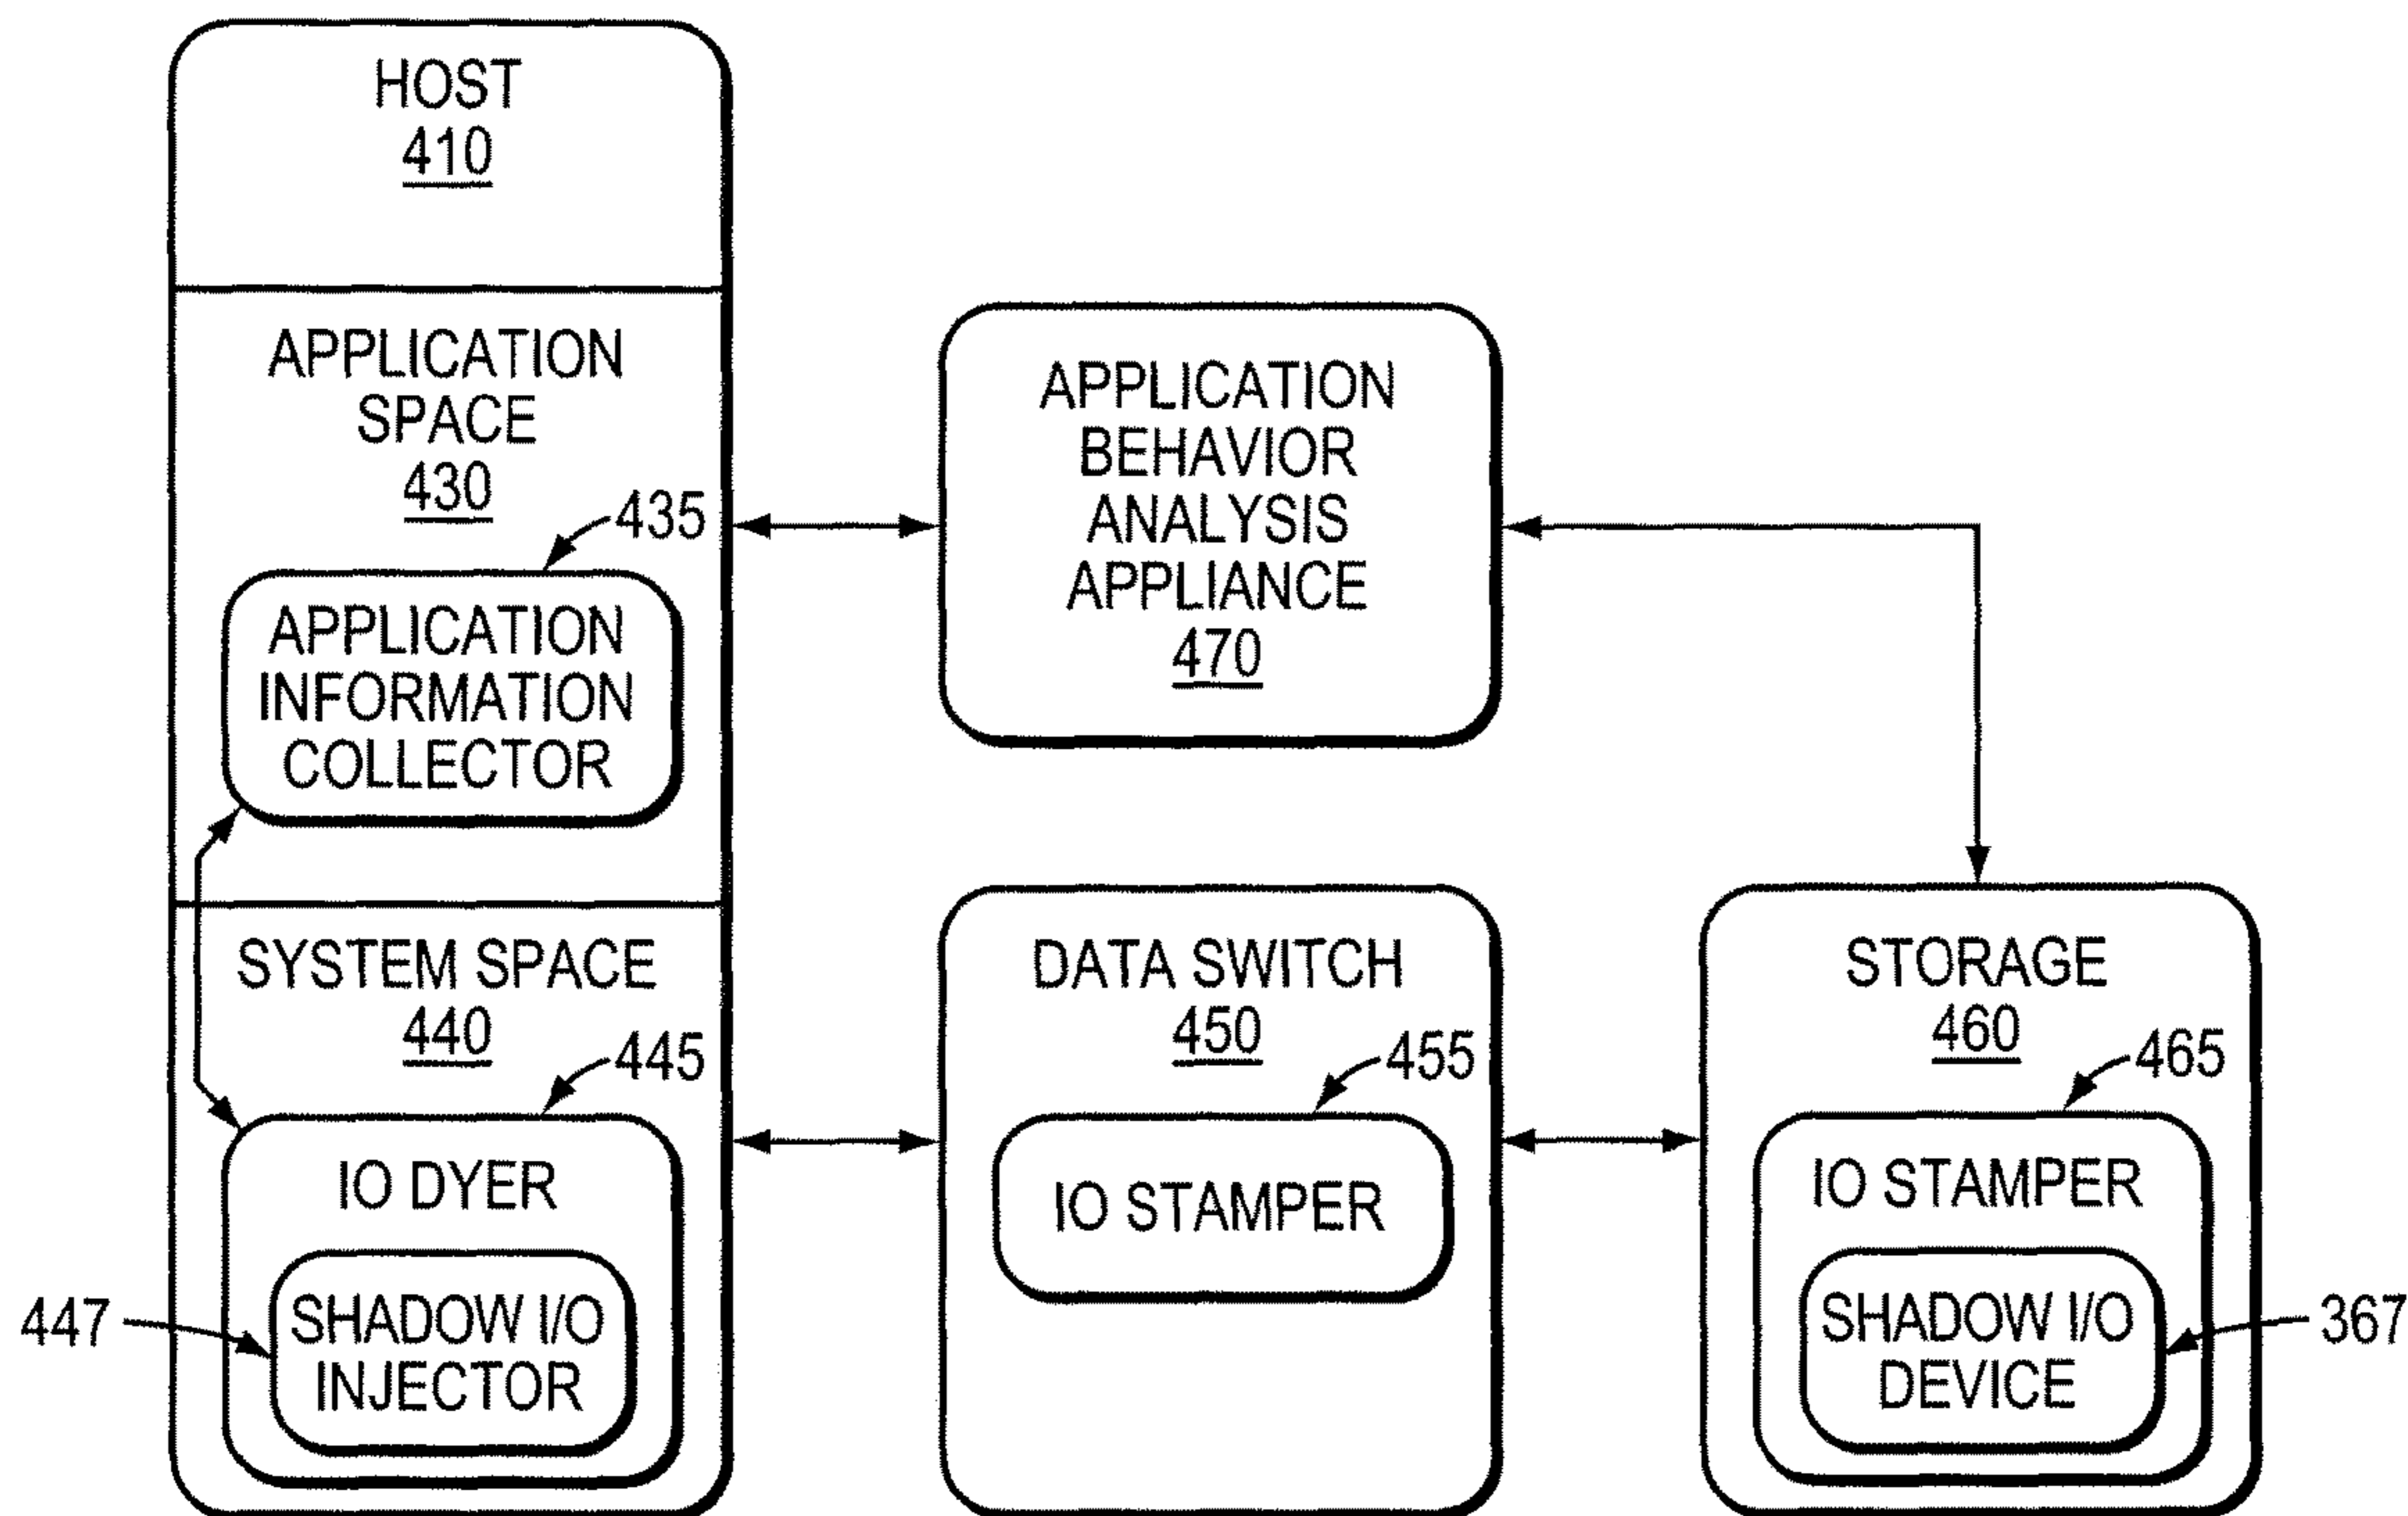 HOST
410
APPLICATION
SPACE
430
435
APPLICATION
INFORMATION
COLLECTOR
SYSTEM SPACE
440
445
IO DYER
447
SHADOW I/O
INJECTOR
APPLICATION
BEHAVIOR
ANALYSIS
APPLIANCE
470
DATA SWITCH
450
455
IO STAMPER
STORAGE
460
465
IO STAMPER
SHADOW I/O
DEVICE
367